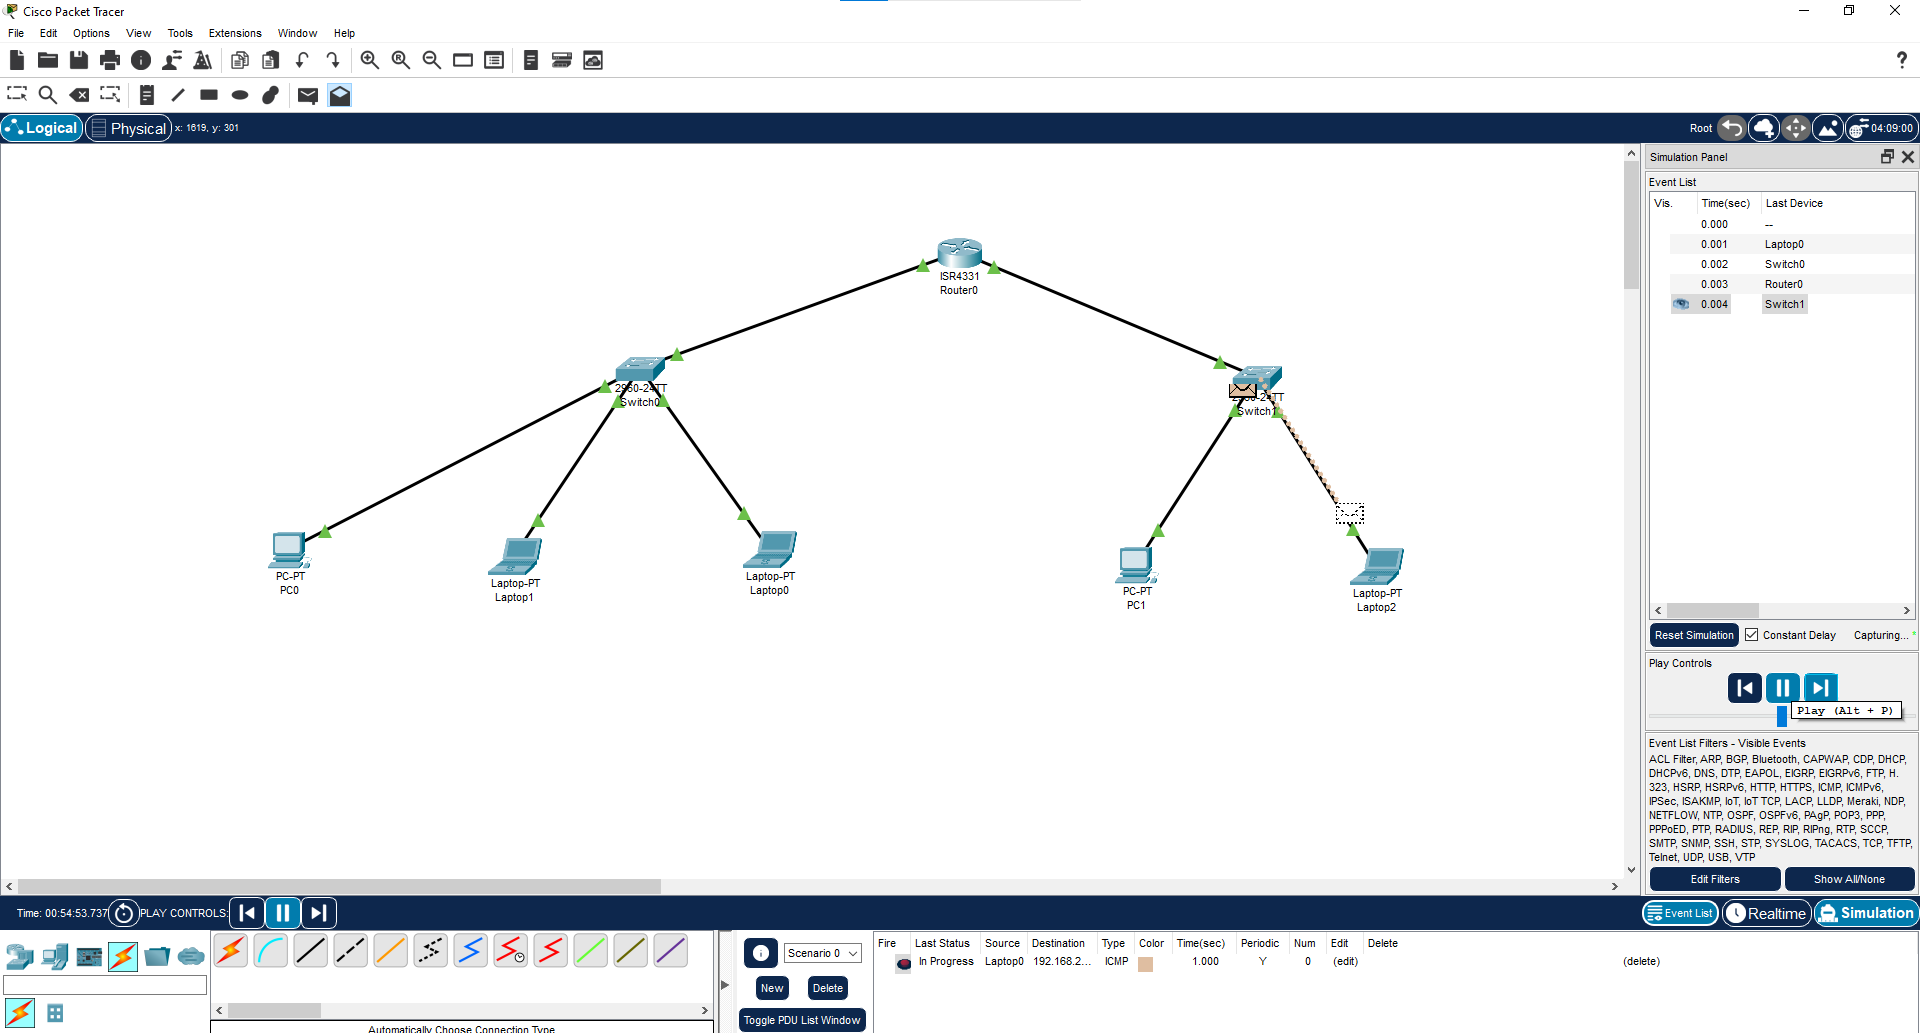 Cisco Packet Tracer
File Edit Options View Tools Extensions Window Help
Logical Physical x: 1619, y: 301 Root 04:09:00
Simulation Panel
Event List
Vis. Time(sec) Last Device
0.000 --
0.001 Laptop0
0.002 Switch0
0.003 Router0
0.004 Switch1
ISR4331
Router0
2960-24TT
Switch0
2960-24TT
Switch1
PC-PT
PC0
Laptop-PT
Laptop1
Laptop-PT
Laptop0
PC-PT
PC1
Laptop-PT
Laptop2
Reset Simulation Constant Delay Capturing... *
Play Controls
Play (Alt + P)
Event List Filters - Visible Events
ACL Filter, ARP, BGP, Bluetooth, CAPWAP, CDP, DHCP,
DHCPv6, DNS, DTP, EAPOL, EIGRP, EIGRPv6, FTP, H.
323, HSRP, HSRPv6, HTTP, HTTPS, ICMP, ICMPv6,
IPSec, ISAKMP, IoT, IoT TCP, LACP, LLDP, Meraki, NDP,
NETFLOW, NTP, OSPF, OSPFv6, PAgP, POP3, PPP,
PPPoED, PTP, RADIUS, REP, RIP, RIPng, RTP, SCCP,
SMTP, SNMP, SSH, STP, SYSLOG, TACACS, TCP, TFTP,
Telnet, UDP, USB, VTP
Edit Filters Show All/None
Time: 00:54:53.737 PLAY CONTROLS: Event List Realtime Simulation
Scenario 0
New Delete
Toggle PDU List Window
Fire Last Status Source Destination Type Color Time(sec) Periodic Num Edit Delete
In Progress Laptop0 192.168.2... ICMP 1.000 Y 0 (edit) (delete)
Automatically Choose Connection Type